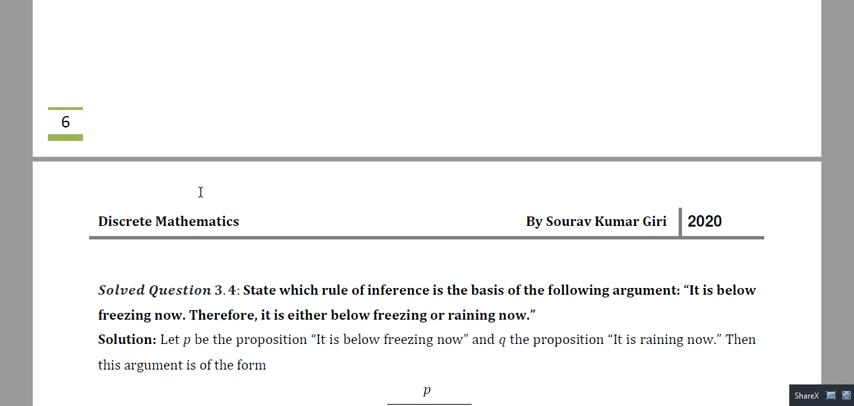 6
Discrete Mathematics By Sourav Kumar Giri 2020
Solved Question 3.4: State which rule of inference is the basis of the following argument: “It is below
freezing now. Therefore, it is either below freezing or raining now.”
Solution: Let p be the proposition “It is below freezing now” and q the proposition “It is raining now.” Then
this argument is of the form
p
ShareX